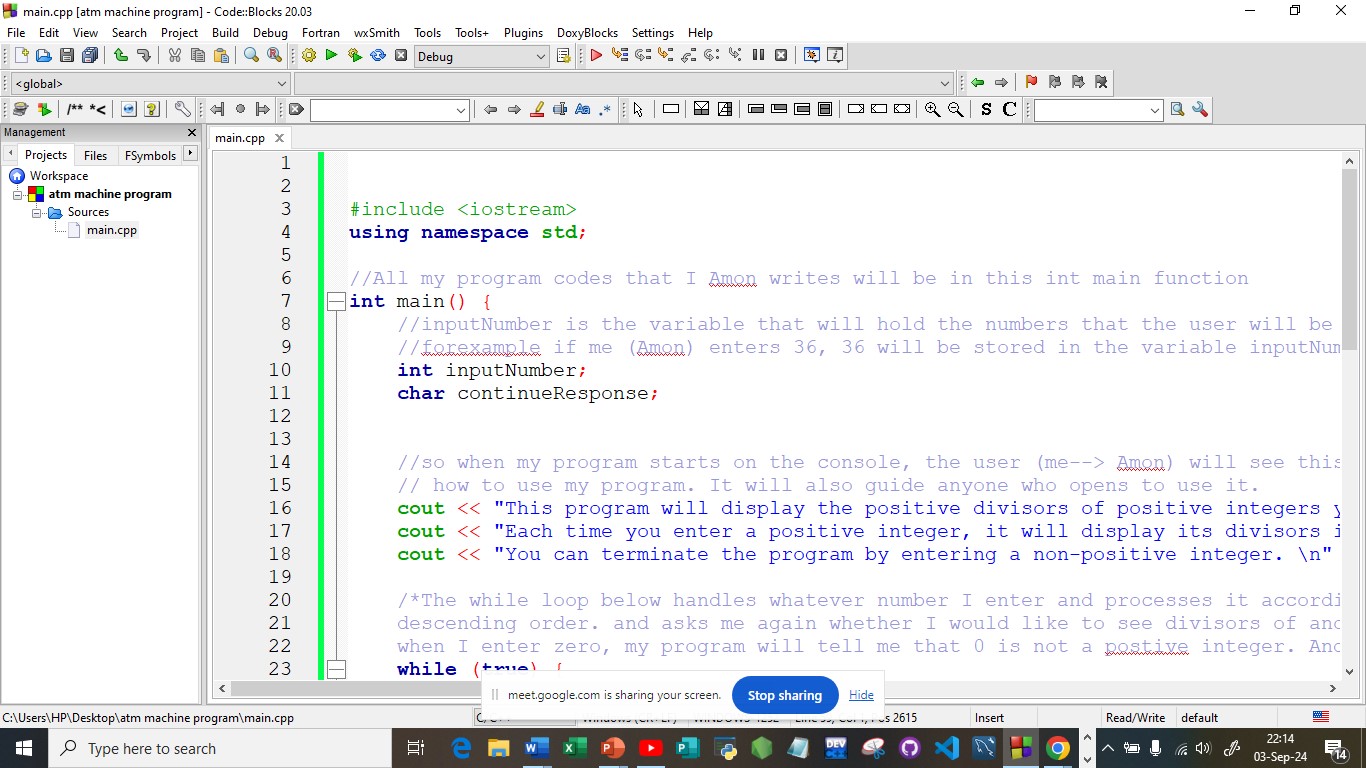 main.cpp [atm machine program] - Code::Blocks 20.03
File Edit View Search Project Build Debug Fortran wxSmith Tools Tools+ Plugins DoxyBlocks Settings Help
Debug
<global>
/** *< S C
Management
Projects Files FSymbols
main.cpp
Workspace
atm machine program
Sources
main.cpp
1
2
3 #include <iostream>
4 using namespace std;
5
6 //All my program codes that I Amon writes will be in this int main function
7 int main() {
8 //inputNumber is the variable that will hold the numbers that the user will be
9 //forexample if me (Amon) enters 36, 36 will be stored in the variable inputNum
10 int inputNumber;
11 char continueResponse;
12
13
14 //so when my program starts on the console, the user (me--> Amon) will see this
15 // how to use my program. It will also guide anyone who opens to use it.
16 cout << "This program will display the positive divisors of positive integers y
17 cout << "Each time you enter a positive integer, it will display its divisors i
18 cout << "You can terminate the program by entering a non-positive integer. \n"
19
20 /*The while loop below handles whatever number I enter and processes it accordi
21 descending order. and asks me again whether I would like to see divisors of ano
22 when I enter zero, my program will tell me that 0 is not a postive integer. And
23 while (true) {
meet.google.com is sharing your screen. Stop sharing Hide
C:\Users\HP\Desktop\atm machine program\main.cpp C/C++ Windows (CR+LF) WINDOWS-1252 Insert Read/Write default
Type here to search
22:14
03-Sep-24
14